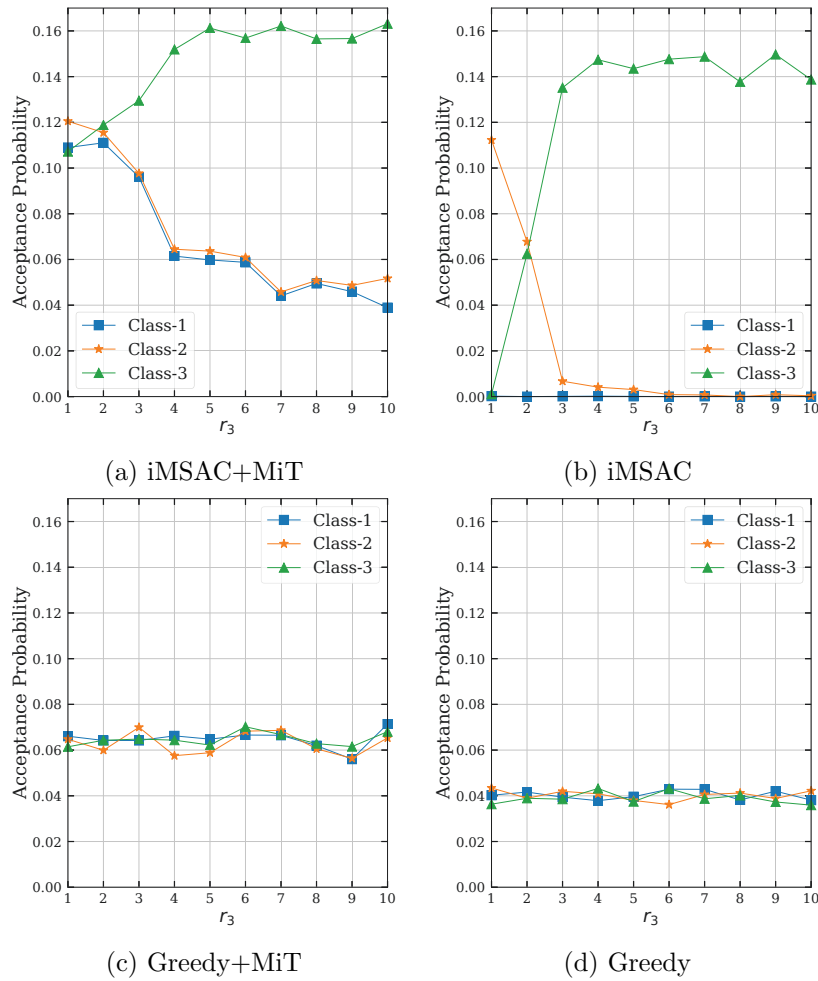 Acceptance Probability
0.16
0.14
0.12
0.10
0.08
0.06
0.04
0.02
0.00
Class-1
Class-2
Class-3
1 2 3 4 5 6 7 8 9 10
r3
(a) iMSAC+MiT
Acceptance Probability
0.16
0.14
0.12
0.10
0.08
0.06
0.04
0.02
0.00
Class-1
Class-2
Class-3
1 2 3 4 5 6 7 8 9 10
r3
(b) iMSAC
Acceptance Probability
0.16
0.14
0.12
0.10
0.08
0.06
0.04
0.02
0.00
Class-1
Class-2
Class-3
1 2 3 4 5 6 7 8 9 10
r3
(c) Greedy+MiT
Acceptance Probability
0.16
0.14
0.12
0.10
0.08
0.06
0.04
0.02
0.00
Class-1
Class-2
Class-3
1 2 3 4 5 6 7 8 9 10
r3
(d) Greedy